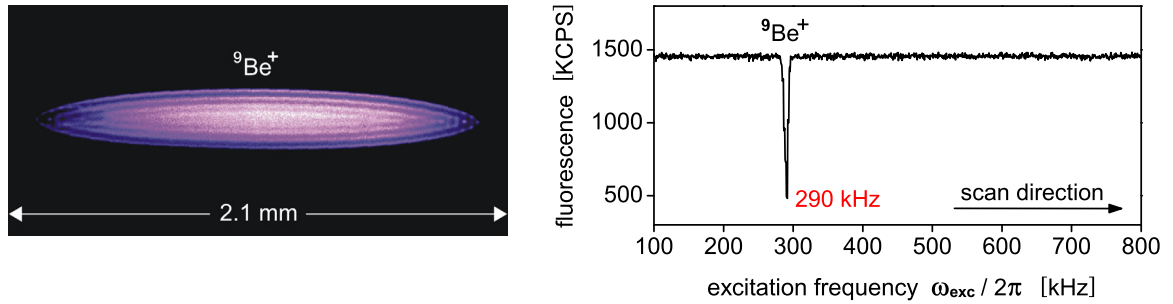 ⁹Be⁺
2.1 mm
⁹Be⁺
fluorescence [KCPS]
1500
1000
500
290 kHz
scan direction
100 200 300 400 500 600 700 800
excitation frequency ω_exc / 2π [kHz]